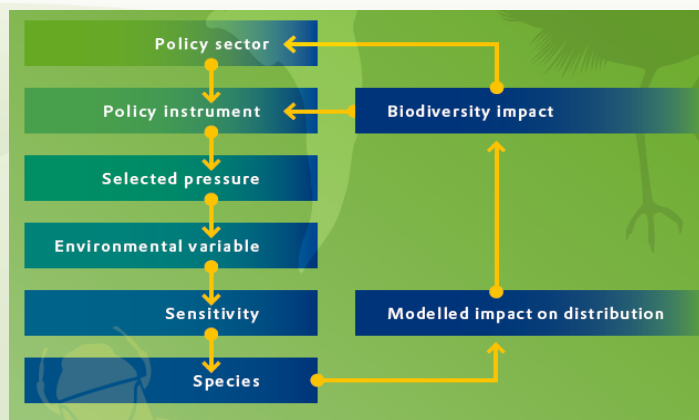 Policy sector
Policy instrument
Biodiversity impact
Selected pressure
Environmental variable
Sensitivity
Modelled impact on distribution
Species